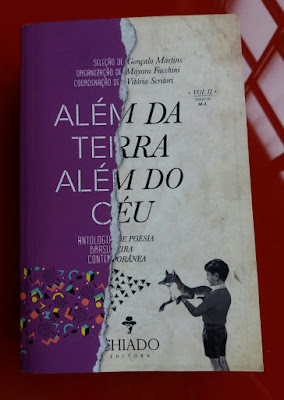 SELEÇÃO DE Gonçalo Martins
ORGANIZAÇÃO DE Mayara Facchini
COORDENAÇÃO DE Vitória Scritori
• VOL II •
ALÉM DA
TERRA
ALÉM DO
CÉU
ANTOLOGIA DE POESIA
BRASILEIRA
CONTEMPORÂNEA
CHIADO
EDITORA